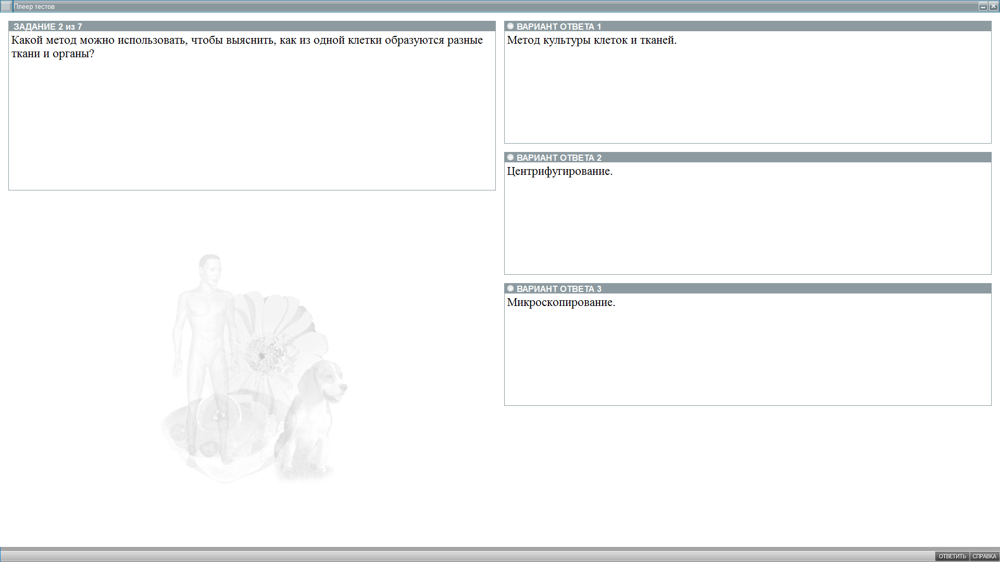 Плеер тестов
ЗАДАНИЕ 2 из 7
Какой метод можно использовать, чтобы выяснить, как из одной клетки образуются разные
ткани и органы?
ВАРИАНТ ОТВЕТА 1
Метод культуры клеток и тканей.
ВАРИАНТ ОТВЕТА 2
Центрифугирование.
ВАРИАНТ ОТВЕТА 3
Микроскопирование.
ОТВЕТИТЬ СПРАВКА